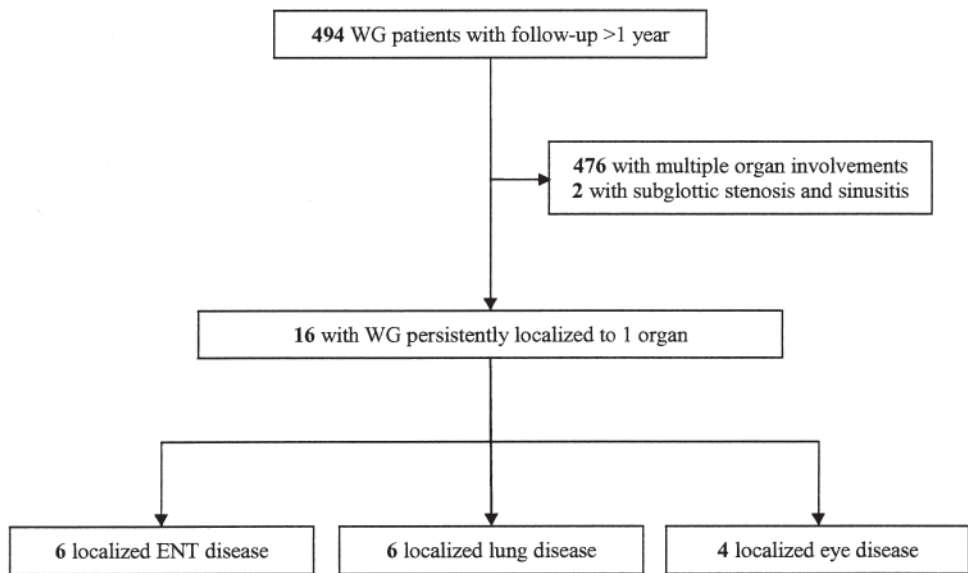 494 WG patients with follow-up >1 year
476 with multiple organ involvements
2 with subglottic stenosis and sinusitis
16 with WG persistently localized to 1 organ
6 localized ENT disease
6 localized lung disease
4 localized eye disease